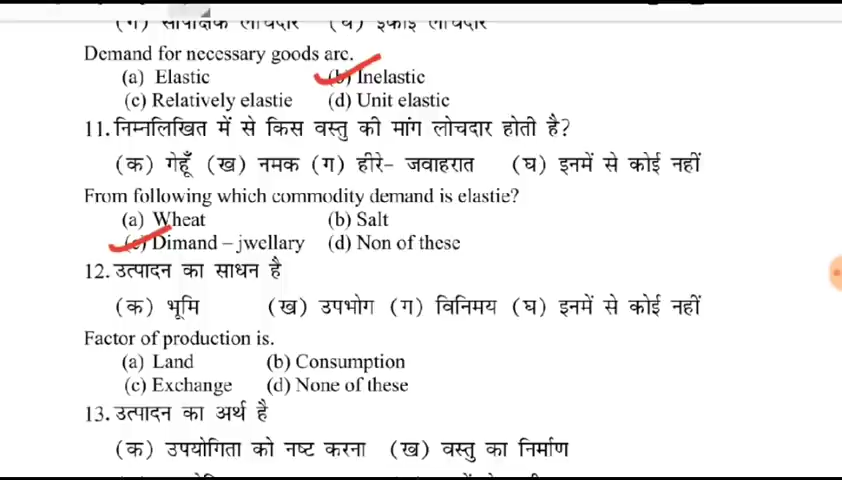 (ग) सापेक्षिक लोचदार (घ) इकाई लोचदार
Demand for necessary goods are.
(a) Elastic (b) Inelastic
(c) Relatively elastie (d) Unit elastic
11. निम्नलिखित में से किस वस्तु की मांग लोचदार होती है?
(क) गेहूँ (ख) नमक (ग) हीरे- जवाहरात (घ) इनमें से कोई नहीं
From following which commodity demand is elastie?
(a) Wheat (b) Salt
(c) Dimand – jwellary (d) Non of these
12. उत्पादन का साधन है
(क) भूमि (ख) उपभोग (ग) विनिमय (घ) इनमें से कोई नहीं
Factor of production is.
(a) Land (b) Consumption
(c) Exchange (d) None of these
13. उत्पादन का अर्थ है
(क) उपयोगिता को नष्ट करना (ख) वस्तु का निर्माण